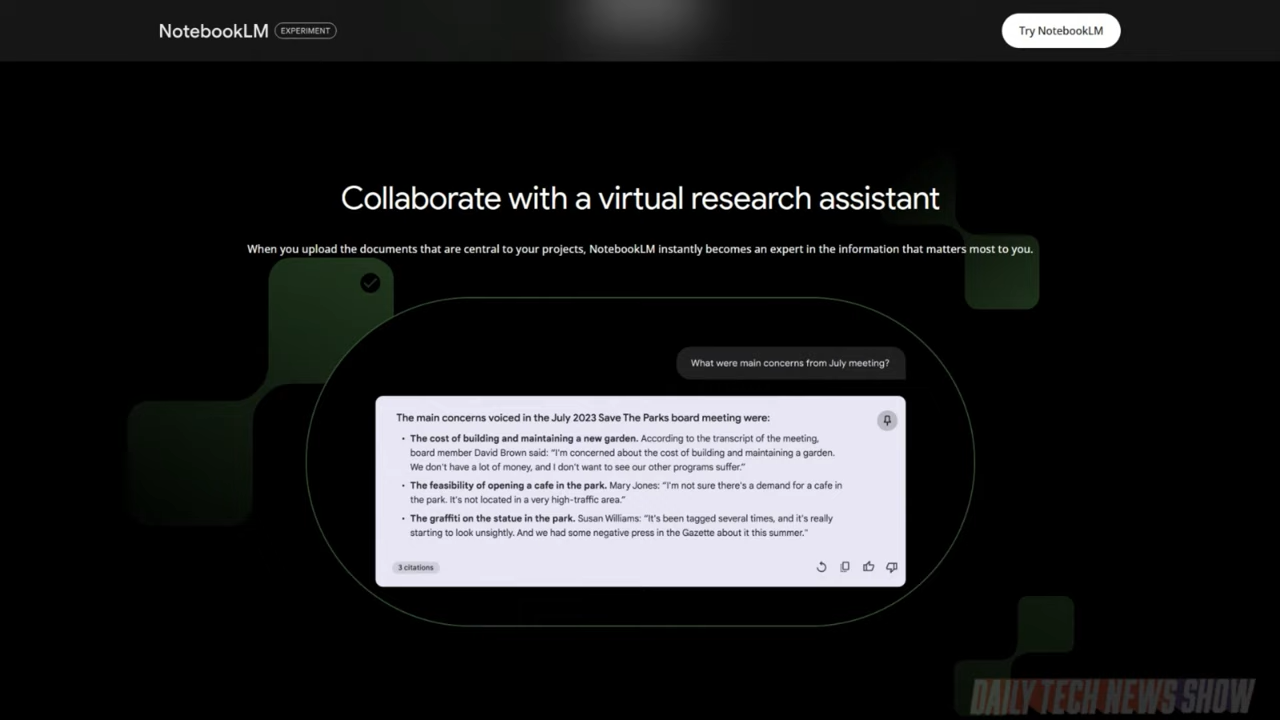 NotebookLM EXPERIMENT
Try NotebookLM
Collaborate with a virtual research assistant
When you upload the documents that are central to your projects, NotebookLM instantly becomes an expert in the information that matters most to you.
What were main concerns from July meeting?
The main concerns voiced in the July 2023 Save The Parks board meeting were:
• The cost of building and maintaining a new garden. According to the transcript of the meeting,
board member David Brown said: “I'm concerned about the cost of building and maintaining a garden.
We don't have a lot of money, and I don't want to see our other programs suffer.”
• The feasibility of opening a cafe in the park. Mary Jones: “I'm not sure there's a demand for a cafe in
the park. It's not located in a very high-traffic area.”
• The graffiti on the statue in the park. Susan Williams: “It's been tagged several times, and it's really
starting to look unsightly. And we had some negative press in the Gazette about it this summer.”
3 citations
DAILY TECH NEWS SHOW